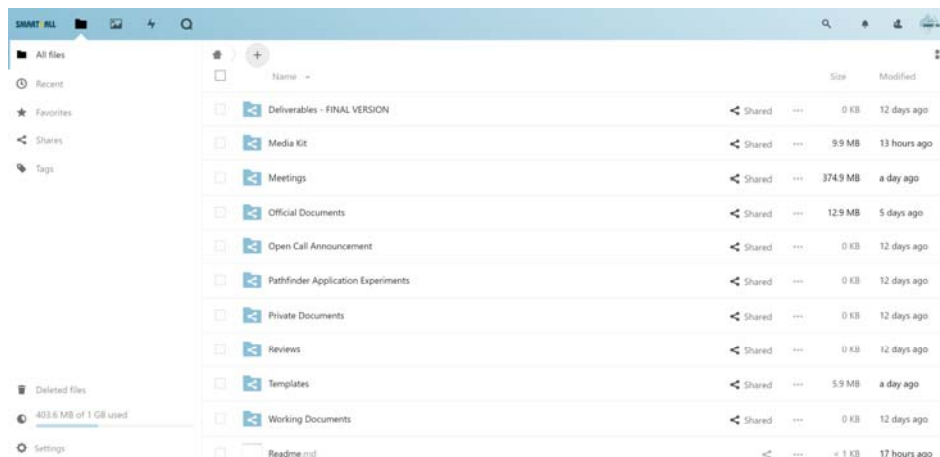 SMART4ALL
All files
Recent
Favorites
Shares
Tags
Deleted files
403.6 MB of 1 GB used
Settings
Name Size Modified
Deliverables - FINAL VERSION Shared 0 KB 12 days ago
Media Kit Shared 9.9 MB 13 hours ago
Meetings Shared 374.9 MB a day ago
Official Documents Shared 12.9 MB 5 days ago
Open Call Announcement Shared 0 KB 12 days ago
Pathfinder Application Experiments Shared 0 KB 12 days ago
Private Documents Shared 0 KB 12 days ago
Reviews Shared 0 KB 12 days ago
Templates Shared 5.9 MB a day ago
Working Documents Shared 0 KB 12 days ago
Readme.md < 1 KB 17 hours ago